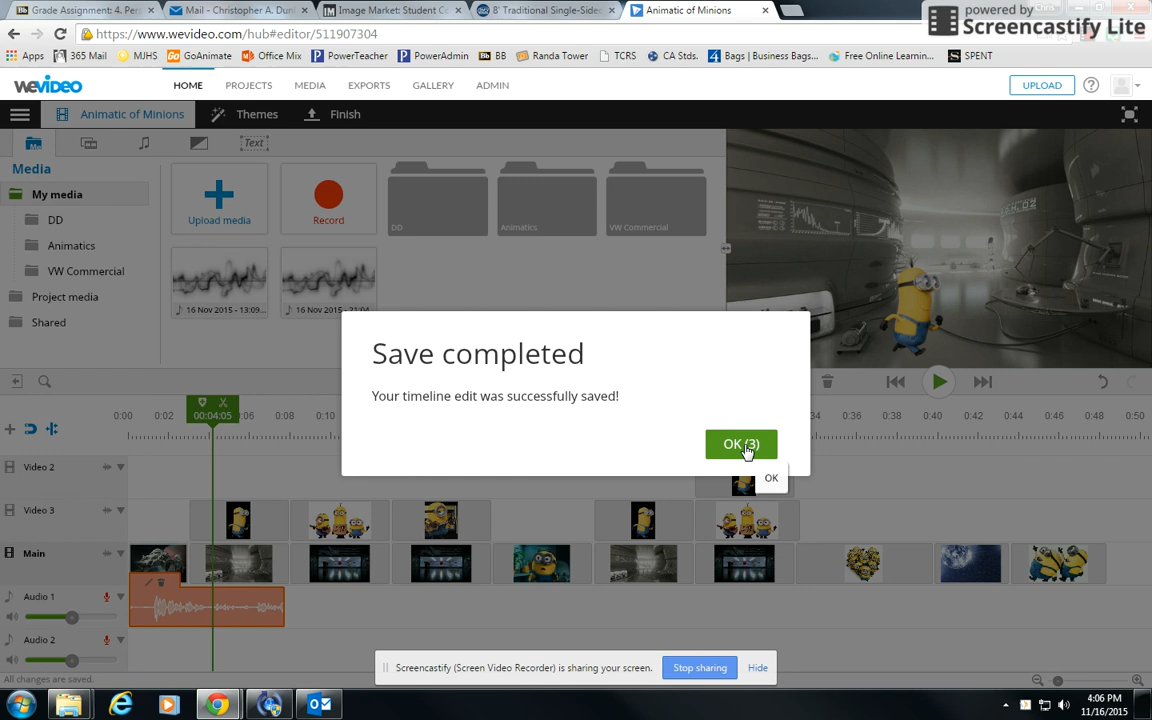 Grade Assignment: 4. Pers
Mail - Christopher A. Dunl
Image Market: Student C
8' Traditional Single-Side
Animatic of Minions
Chris
powered by
Screencastify Lite
https://www.wevideo.com/hub#editor/511907304
Apps
365 Mail
MJHS
GoAnimate
Office Mix
PowerTeacher
PowerAdmin
BB
Randa Tower
TCRS
CA Stds.
Bags | Business Bags...
Free Online Learnin...
SPENT
WEVIDEO
HOME
PROJECTS
MEDIA
EXPORTS
GALLERY
ADMIN
UPLOAD
Animatic of Minions
Themes
Finish
Text
Media
My media
DD
Animatics
VW Commercial
Project media
Shared
Upload media
Record
DD
Animatics
VW Commercial
16 Nov 2015 - 13:09...
16 Nov 2015 - 21:04
Save completed
Your timeline edit was successfully saved!
OK (3)
OK
0:00
0:02
00:04:05
:06
0:08
0:10
34
0:36
0:38
0:40
0:42
0:44
0:46
0:48
0:50
Video 2
Video 3
Main
Audio 1
Audio 2
Screencastify (Screen Video Recorder) is sharing your screen.
Stop sharing
Hide
All changes are saved.
4:06 PM
11/16/2015